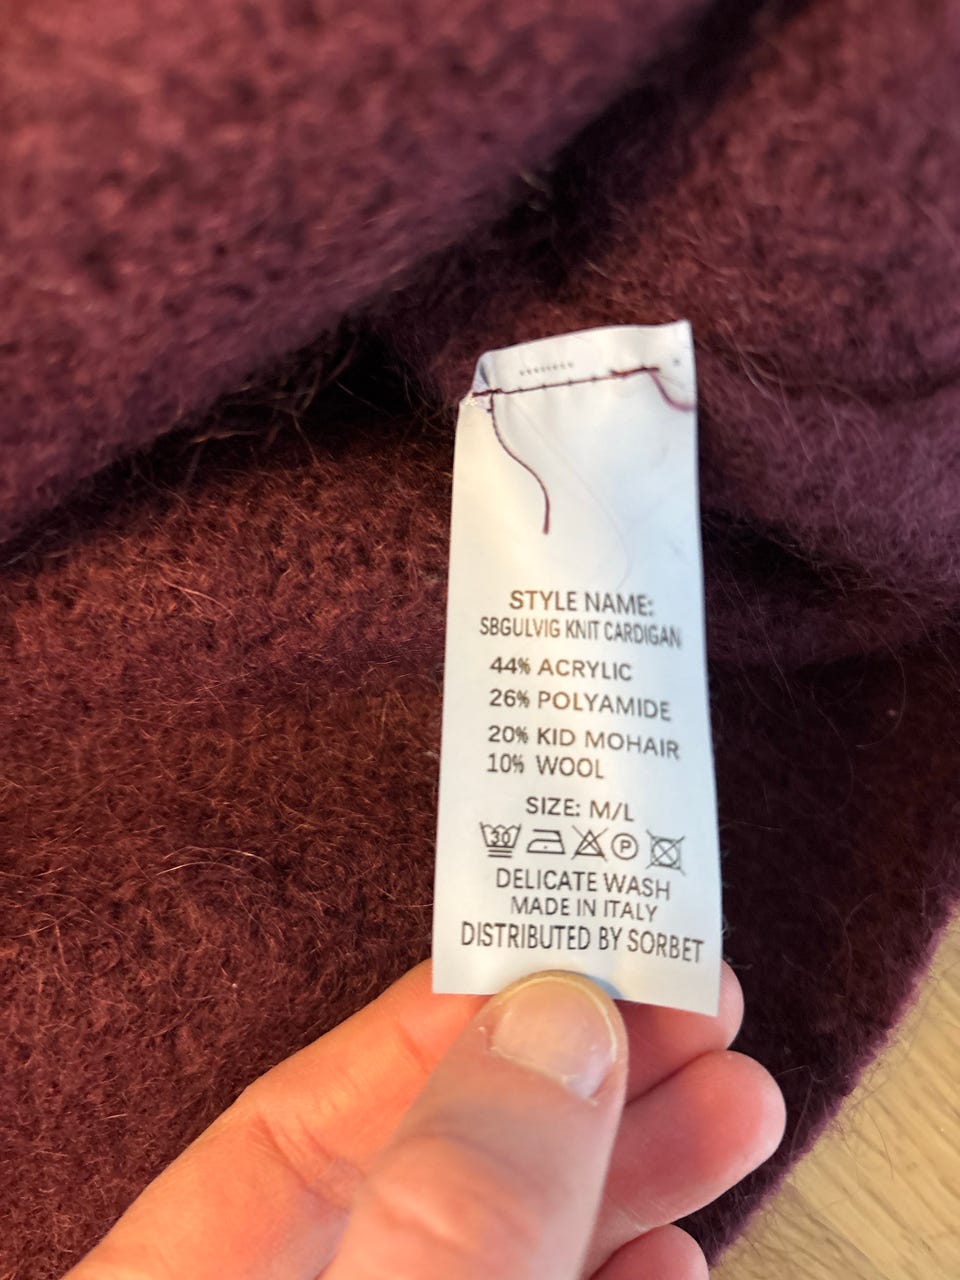 STYLE NAME:
SBGULVIG KNIT CARDIGAN
44% ACRYLIC
26% POLYAMIDE
20% KID MOHAIR
10% WOOL
SIZE: M/L
30 P
DELICATE WASH
MADE IN ITALY
DISTRIBUTED BY SORBET